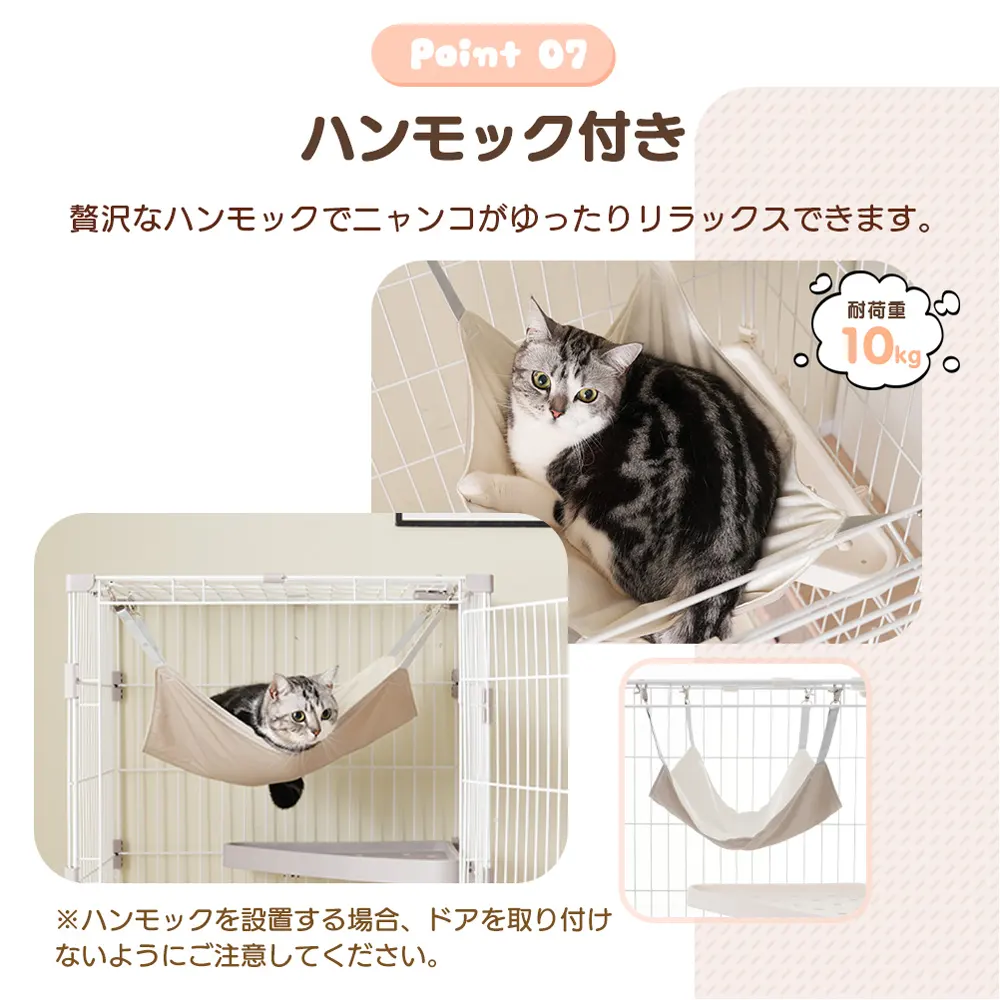 Point 07
ハンモック付き
贅沢なハンモックでニャンコがゆったりリラックスできます。
耐荷重
10kg
※ハンモックを設置する場合、ドアを取り付け
ないようにご注意してください。